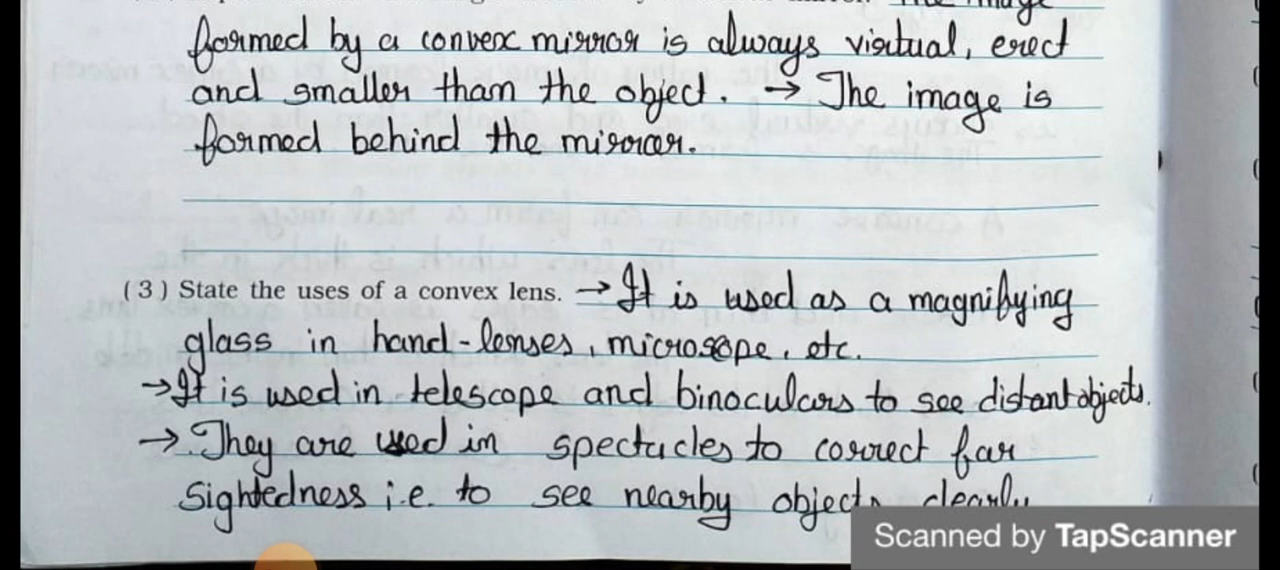 The image
formed by a convex mirror is always virtual, erect
and smaller than the object. → The image is
formed behind the mirror.
(3) State the uses of a convex lens. → It is used as a magnifying
glass in hand-lenses, microscope, etc.
→ It is used in telescope and binoculars to see distant objects.
→ They are used in spectacles to correct far
Sightedness i.e. to see nearby objects clearly
Scanned by TapScanner